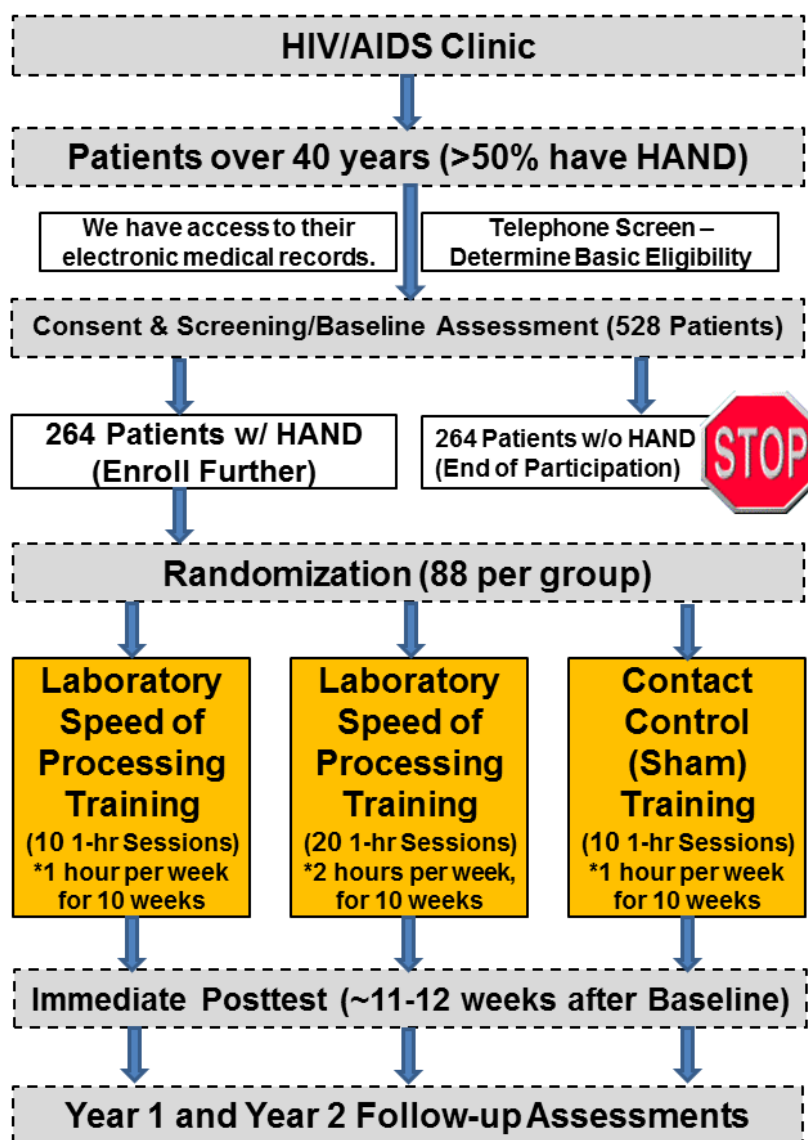 HIV/AIDS Clinic
Patients over 40 years (>50% have HAND)
We have access to their
electronic medical records.
Telephone Screen –
Determine Basic Eligibility
Consent & Screening/Baseline Assessment (528 Patients)
264 Patients w/ HAND
(Enroll Further)
264 Patients w/o HAND
(End of Participation)
STOP
Randomization (88 per group)
Laboratory
Speed of
Processing
Training
(10 1-hr Sessions)
*1 hour per week
for 10 weeks
Laboratory
Speed of
Processing
Training
(20 1-hr Sessions)
*2 hours per week,
for 10 weeks
Contact
Control
(Sham)
Training
(10 1-hr Sessions)
*1 hour per week
for 10 weeks
Immediate Posttest (~11-12 weeks after Baseline)
Year 1 and Year 2 Follow-up Assessments